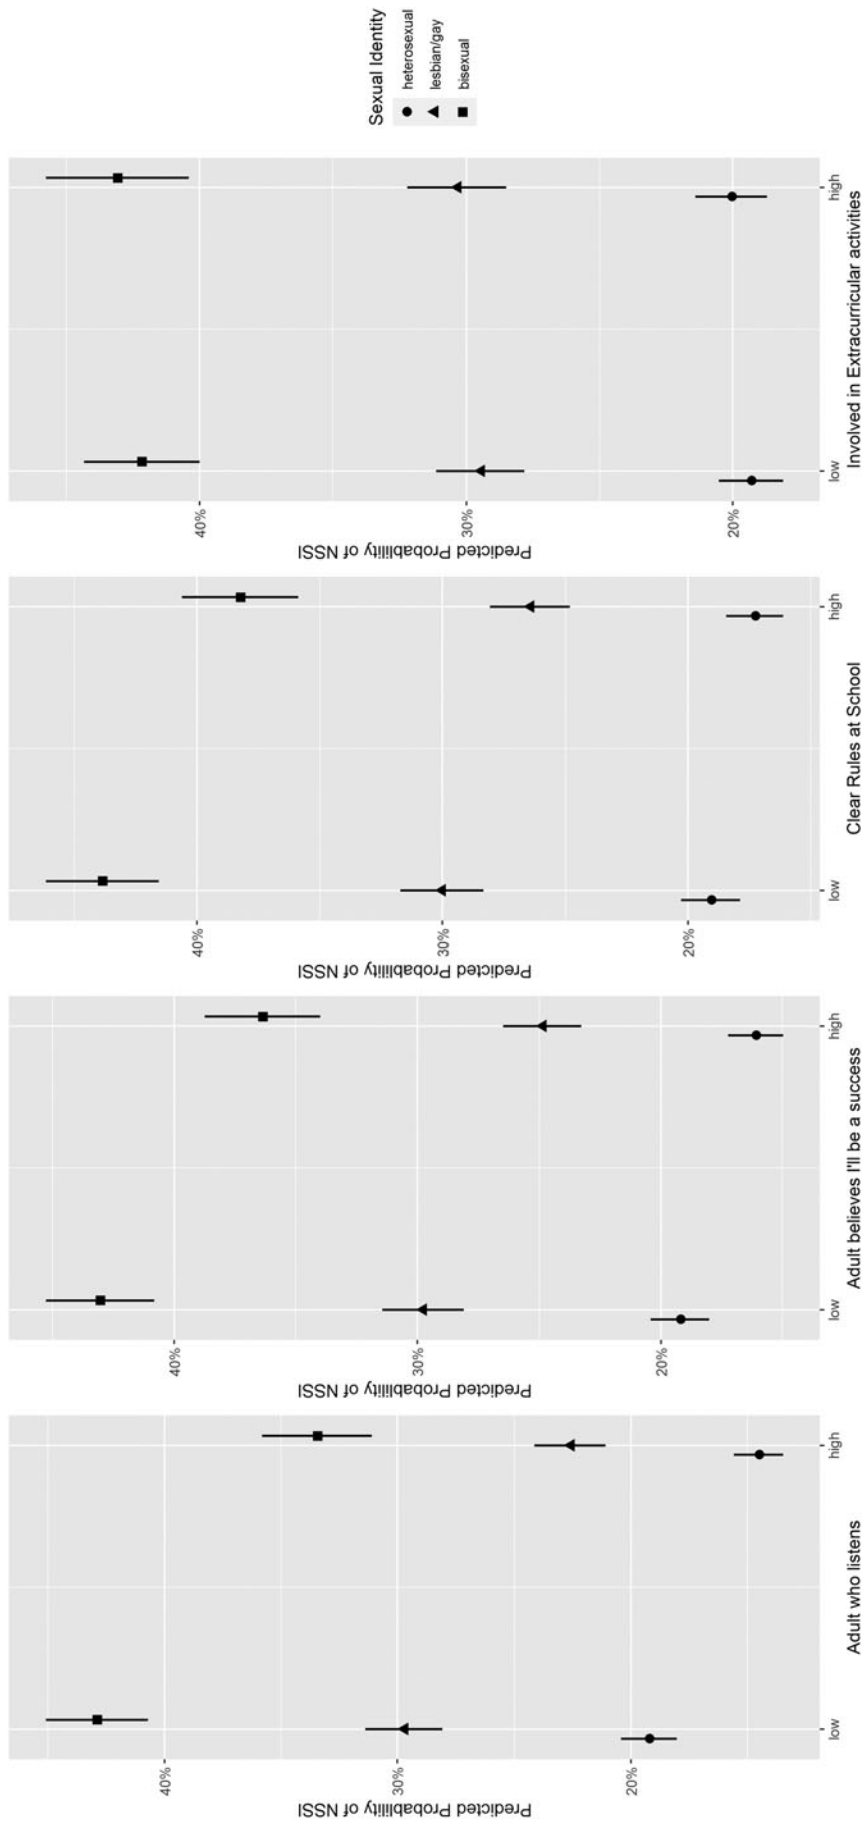 Sexual Identity
heterosexual
lesbian/gay
bisexual
Predicted Probability of NSSI
40%
30%
20%
low
high
Involved in Extracurricular activities
Predicted Probability of NSSI
40%
30%
20%
low
high
Clear Rules at School
Predicted Probability of NSSI
40%
30%
20%
low
high
Adult believes I'll be a success
Predicted Probability of NSSI
40%
30%
20%
low
high
Adult who listens